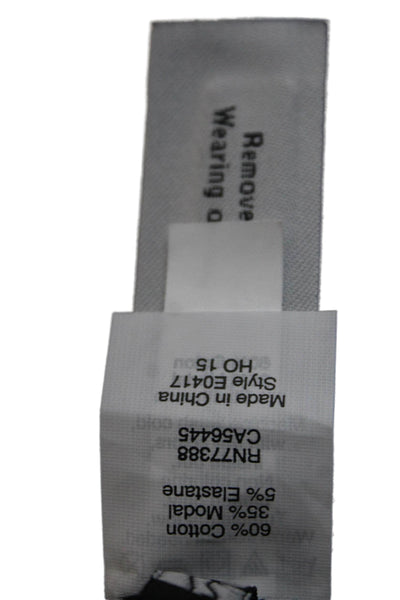 60% Cotton
35% Modal
5% Elastane
RN77388
CA56445
Made in China
Style E0417
HO 15
Remove
Wearing